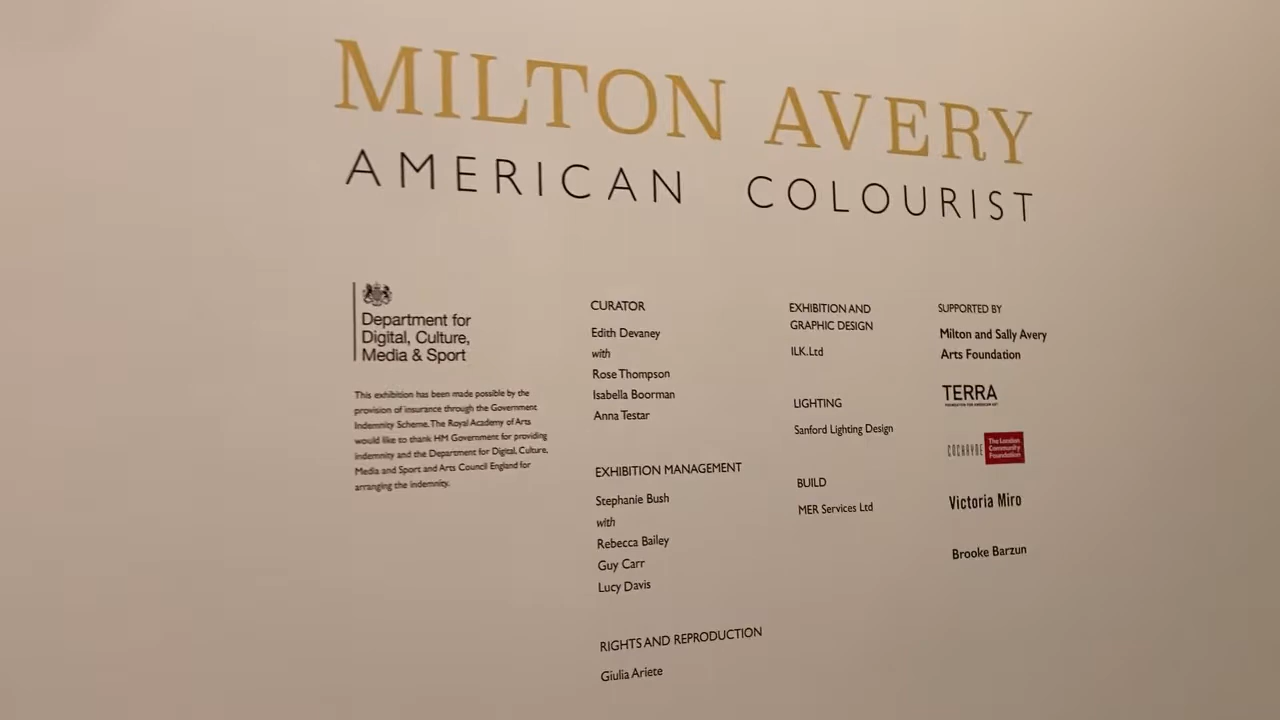 MILTON AVERY
AMERICAN COLOURIST
Department for
Digital, Culture,
Media & Sport
This exhibition has been made possible by the
provision of insurance through the Government
Indemnity Scheme. The Royal Academy of Arts
would like to thank HM Government for providing
indemnity and the Department for Digital, Culture,
Media and Sport and Arts Council England for
arranging the indemnity.
CURATOR
Edith Devaney
with
Rose Thompson
Isabella Boorman
Anna Testar
EXHIBITION MANAGEMENT
Stephanie Bush
with
Rebecca Bailey
Guy Carr
Lucy Davis
RIGHTS AND REPRODUCTION
Giulia Ariete
EXHIBITION AND
GRAPHIC DESIGN
ILK.Ltd
LIGHTING
Sanford Lighting Design
BUILD
MER Services Ltd
SUPPORTED BY
Milton and Sally Avery
Arts Foundation
TERRA
FOUNDATION FOR AMERICAN ART
COCKAYNE
The London
Community
Foundation
Victoria Miro
Brooke Barzun